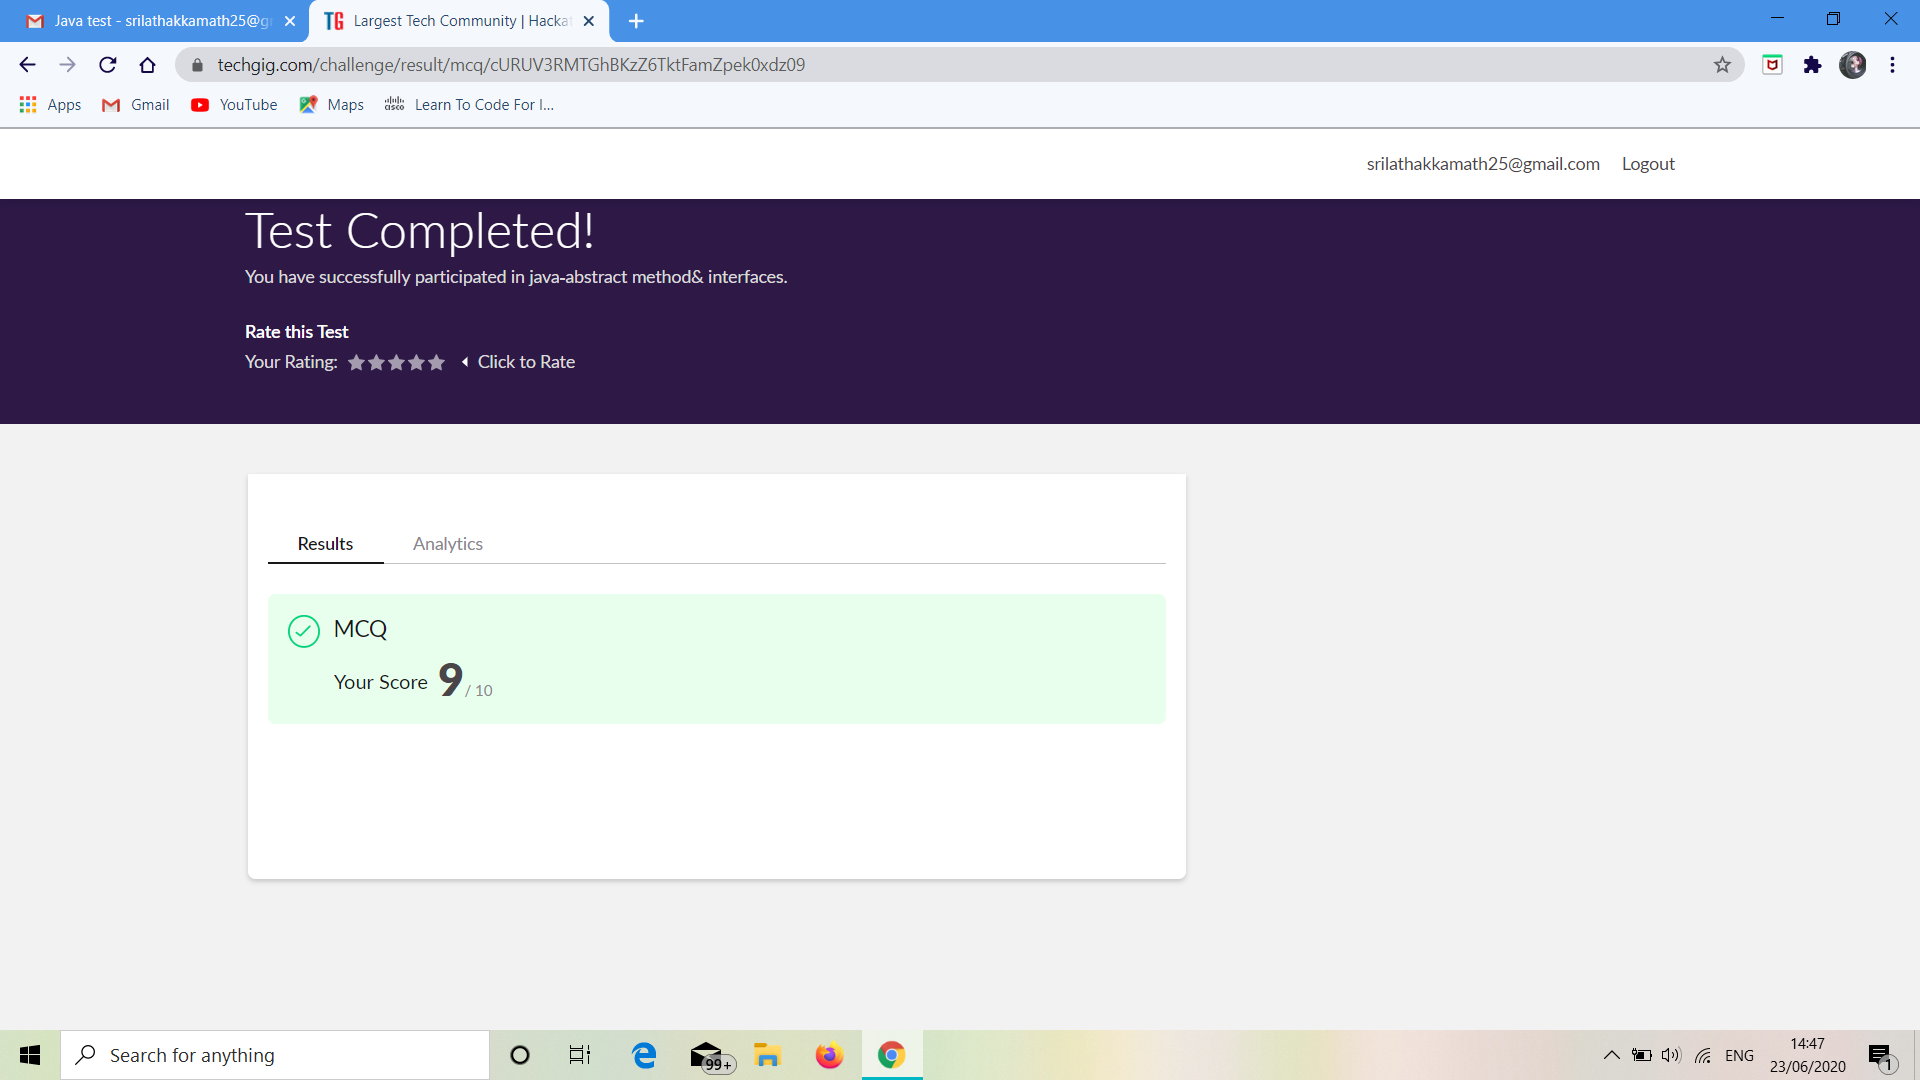 Java test - srilathakkamath25@g
TG Largest Tech Community | Hacka
techgig.com/challenge/result/mcq/cURUV3RMTGhBKzZ6TktFamZpek0xdz09
Apps Gmail YouTube Maps cisco Learn To Code For I...
srilathakkamath25@gmail.com Logout
Test Completed!
You have successfully participated in java-abstract method& interfaces.
Rate this Test
Your Rating: Click to Rate
Results Analytics
MCQ
Your Score 9 / 10
Search for anything
99+
ENG
14:47
23/06/2020
1